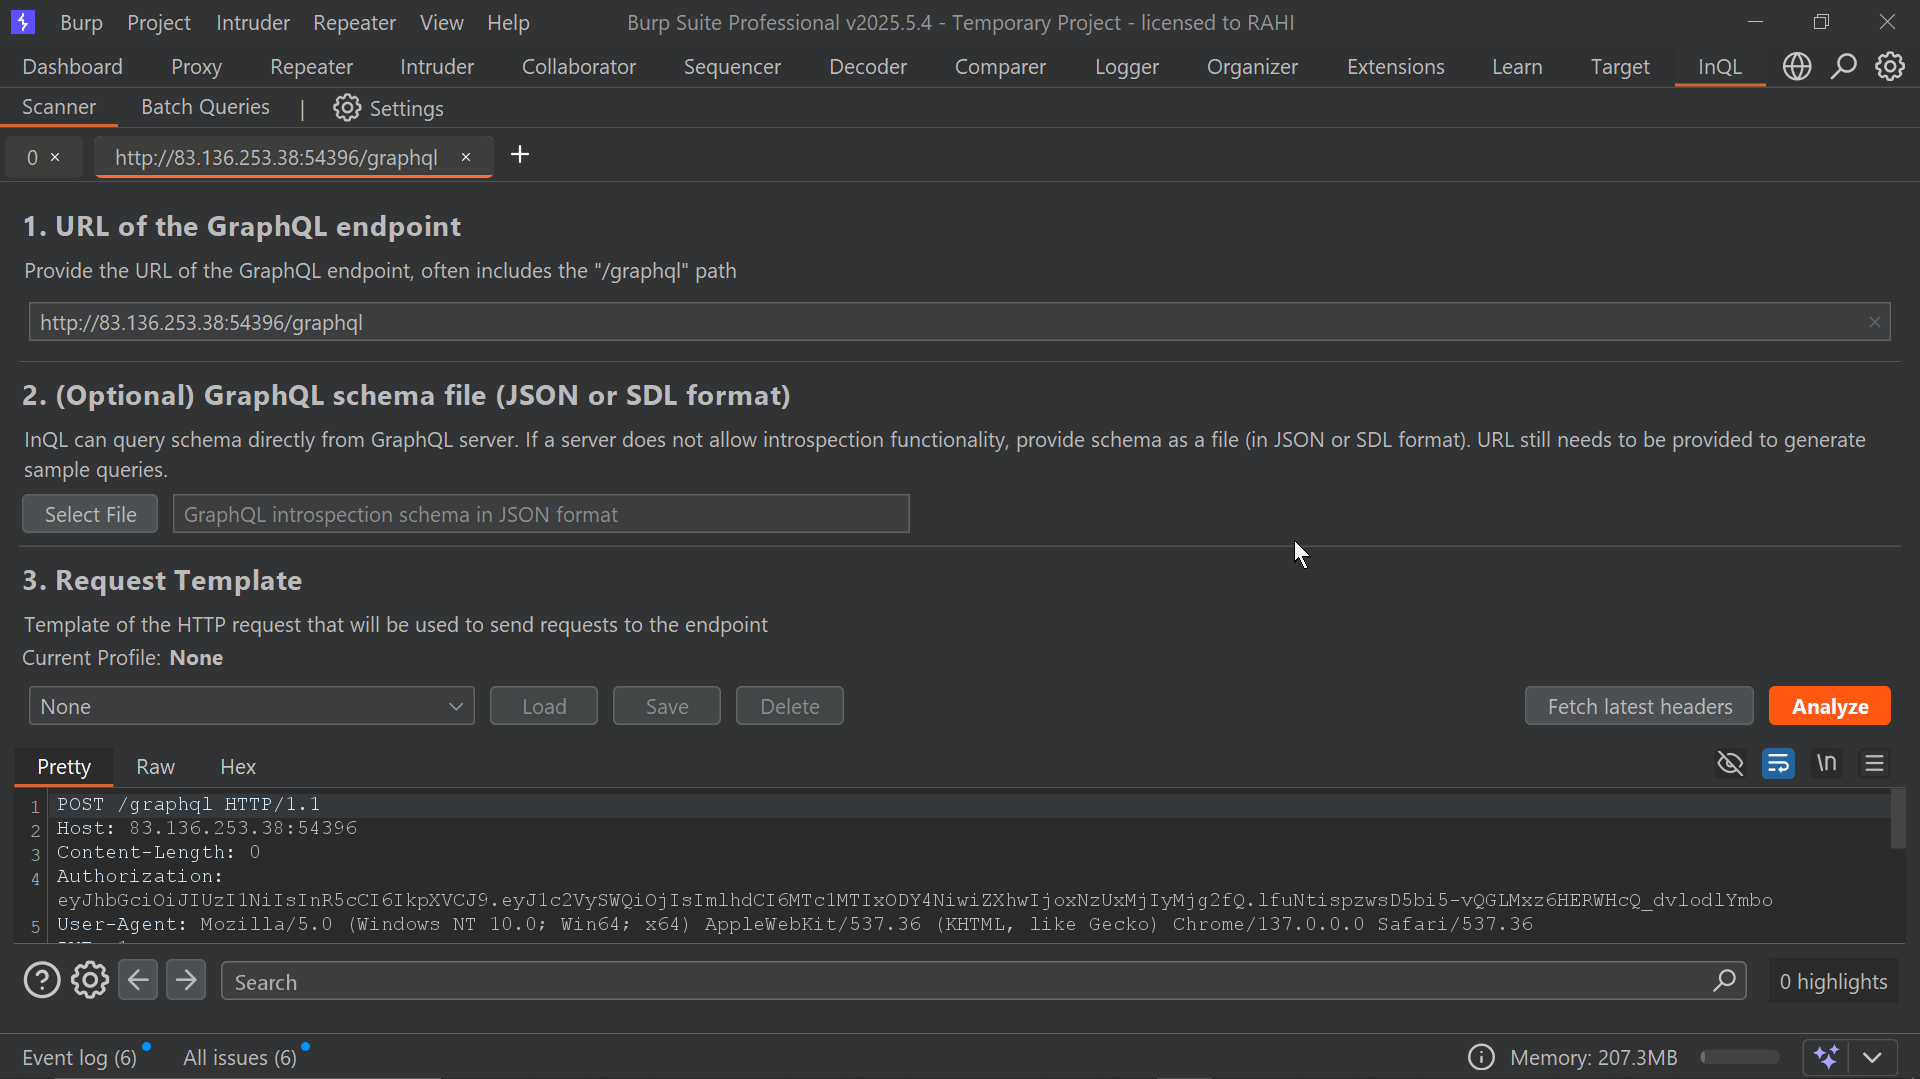 Burp Project Intruder Repeater View Help Burp Suite Professional v2025.5.4 - Temporary Project - licensed to RAHI
Dashboard Proxy Repeater Intruder Collaborator Sequencer Decoder Comparer Logger Organizer Extensions Learn Target InQL
Scanner Batch Queries | Settings
0 × http://83.136.253.38:54396/graphql × +
1. URL of the GraphQL endpoint
Provide the URL of the GraphQL endpoint, often includes the "/graphql" path
http://83.136.253.38:54396/graphql
2. (Optional) GraphQL schema file (JSON or SDL format)
InQL can query schema directly from GraphQL server. If a server does not allow introspection functionality, provide schema as a file (in JSON or SDL format). URL still needs to be provided to generate
sample queries.
Select File GraphQL introspection schema in JSON format
3. Request Template
Template of the HTTP request that will be used to send requests to the endpoint
Current Profile: None
None Load Save Delete Fetch latest headers Analyze
Pretty Raw Hex \n
1 POST /graphql HTTP/1.1
2 Host: 83.136.253.38:54396
3 Content-Length: 0
4 Authorization:
eyJhbGciOiJIUzI1NiIsInR5cCI6IkpXVCJ9.eyJ1c2VySWQiOjIsImlhdCI6MTc1MTIxODY4NiwiZXhwIjoxNzUxMjIyMjg2fQ.lfuNtispzwsD5bi5-vQGLMxz6HERWHcQ_dvlodlYmbo
5 User-Agent: Mozilla/5.0 (Windows NT 10.0; Win64; x64) AppleWebKit/537.36 (KHTML, like Gecko) Chrome/137.0.0.0 Safari/537.36
Search 0 highlights
Event log (6) All issues (6) Memory: 207.3MB